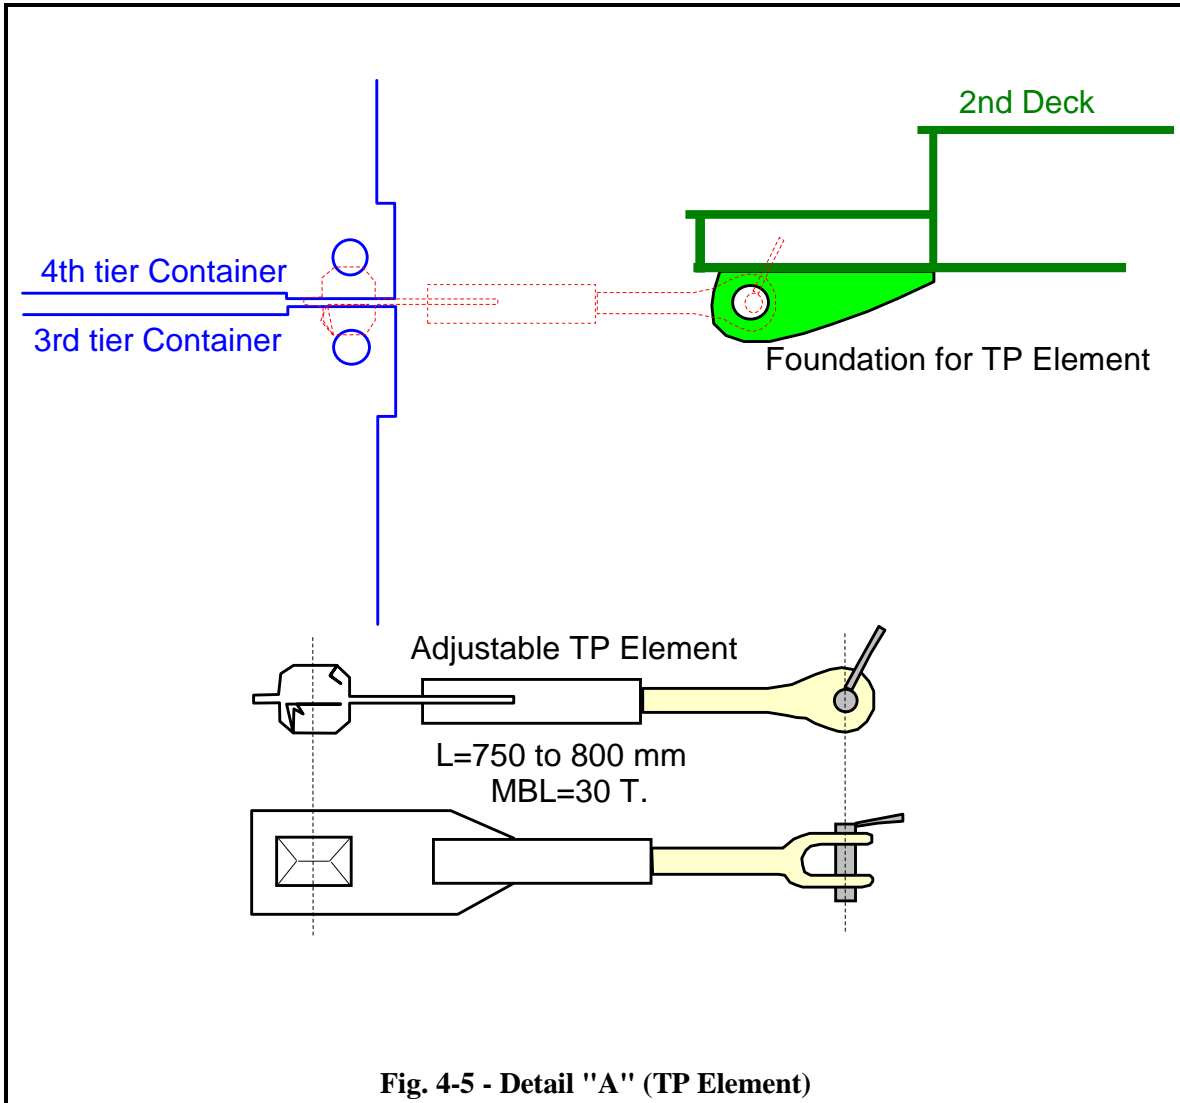 2nd Deck
4th tier Container
3rd tier Container
Foundation for TP Element
Adjustable TP Element
L=750 to 800 mm
MBL=30 T.
Fig. 4-5 - Detail "A" (TP Element)